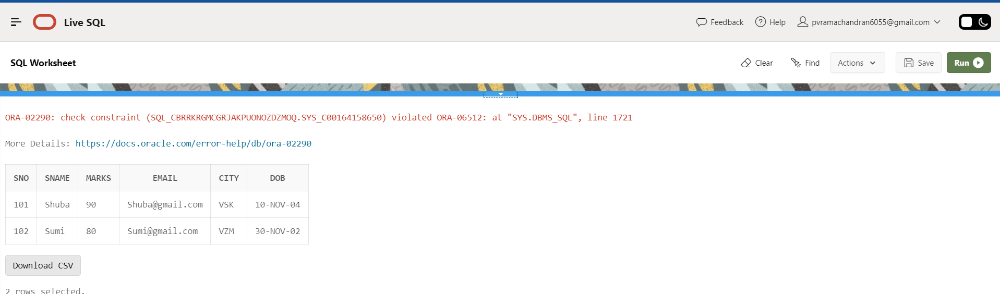 Live SQL
Feedback Help pvramachandran6055@gmail.com
SQL Worksheet
Clear Find Actions Save Run
ORA-02290: check constraint (SQL_CBRRKRGMCGRJAKPUONOZDZMOQ.SYS_C00164158650) violated ORA-06512: at "SYS.DBMS_SQL", line 1721
More Details: https://docs.oracle.com/error-help/db/ora-02290
SNO SNAME MARKS EMAIL CITY DOB
101 Shuba 90 Shuba@gmail.com VSK 10-NOV-04
102 Sumi 80 Sumi@gmail.com VZM 30-NOV-02
Download CSV
2 rows selected.